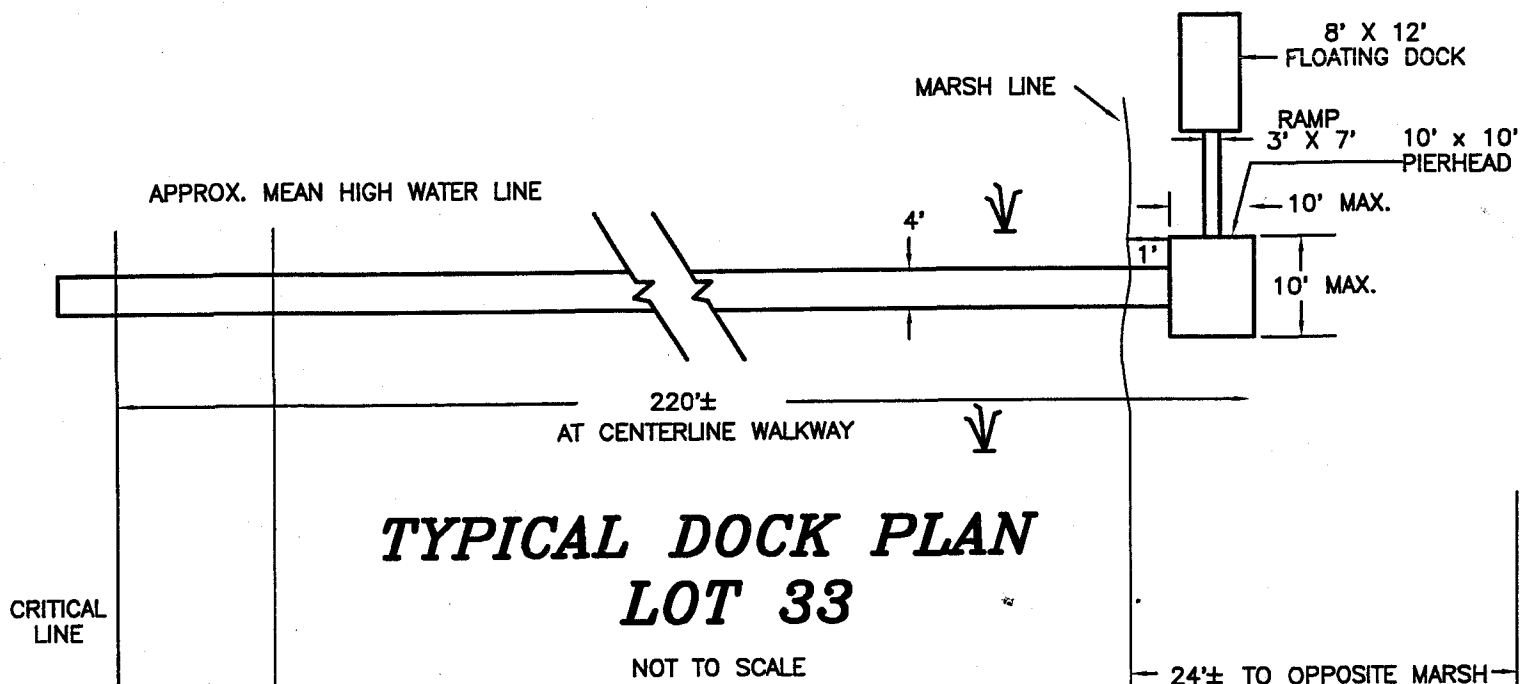 8' X 12'
FLOATING DOCK
MARSH LINE
RAMP
3' X 7'
10' x 10'
PIERHEAD
APPROX. MEAN HIGH WATER LINE
10' MAX.
4'
1'
10' MAX.
220'±
AT CENTERLINE WALKWAY
TYPICAL DOCK PLAN
LOT 33
CRITICAL
LINE
NOT TO SCALE
24'± TO OPPOSITE MARSH